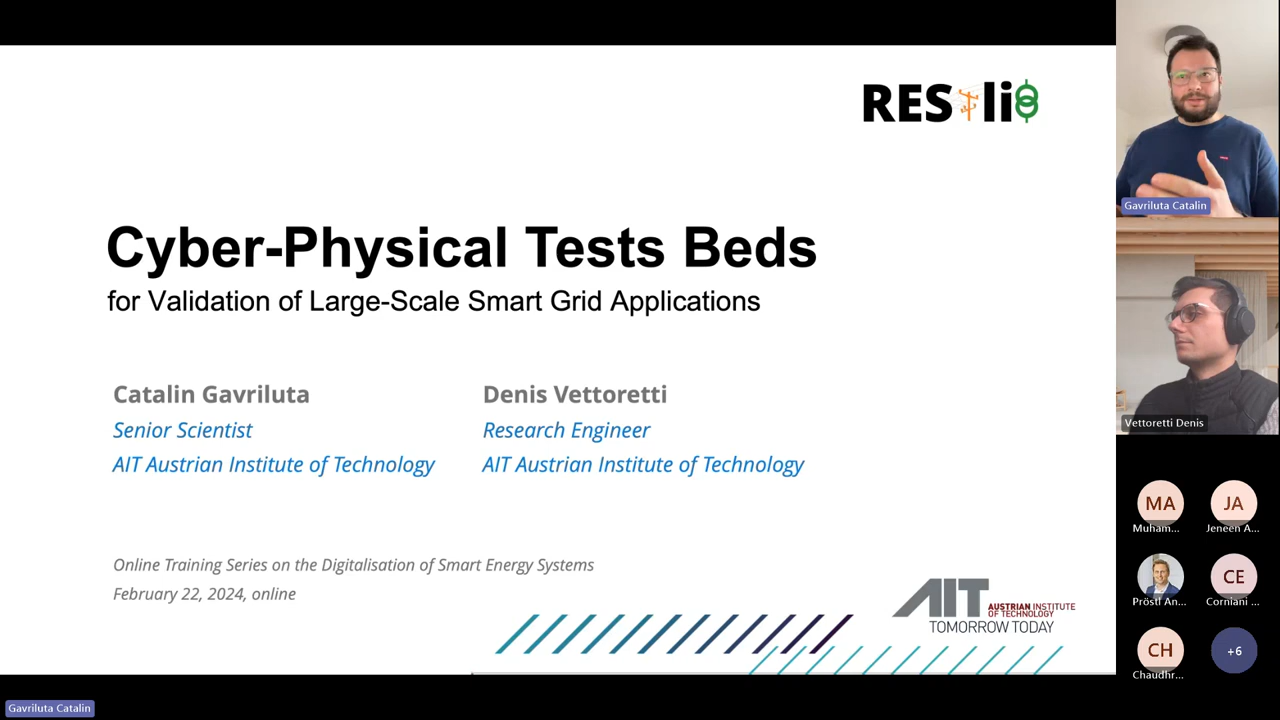 RESili8
Cyber-Physical Tests Beds
for Validation of Large-Scale Smart Grid Applications
Catalin Gavriluta
Senior Scientist
AIT Austrian Institute of Technology
Denis Vettoretti
Research Engineer
AIT Austrian Institute of Technology
Online Training Series on the Digitalisation of Smart Energy Systems
February 22, 2024, online
AIT AUSTRIAN INSTITUTE
OF TECHNOLOGY
TOMORROW TODAY
Gavriluta Catalin
Vettoretti Denis
MA
JA
Muham...
Jeneen A...
CE
Pröstl An...
Corniani ...
CH
+6
Chaudhr...
Gavriluta Catalin